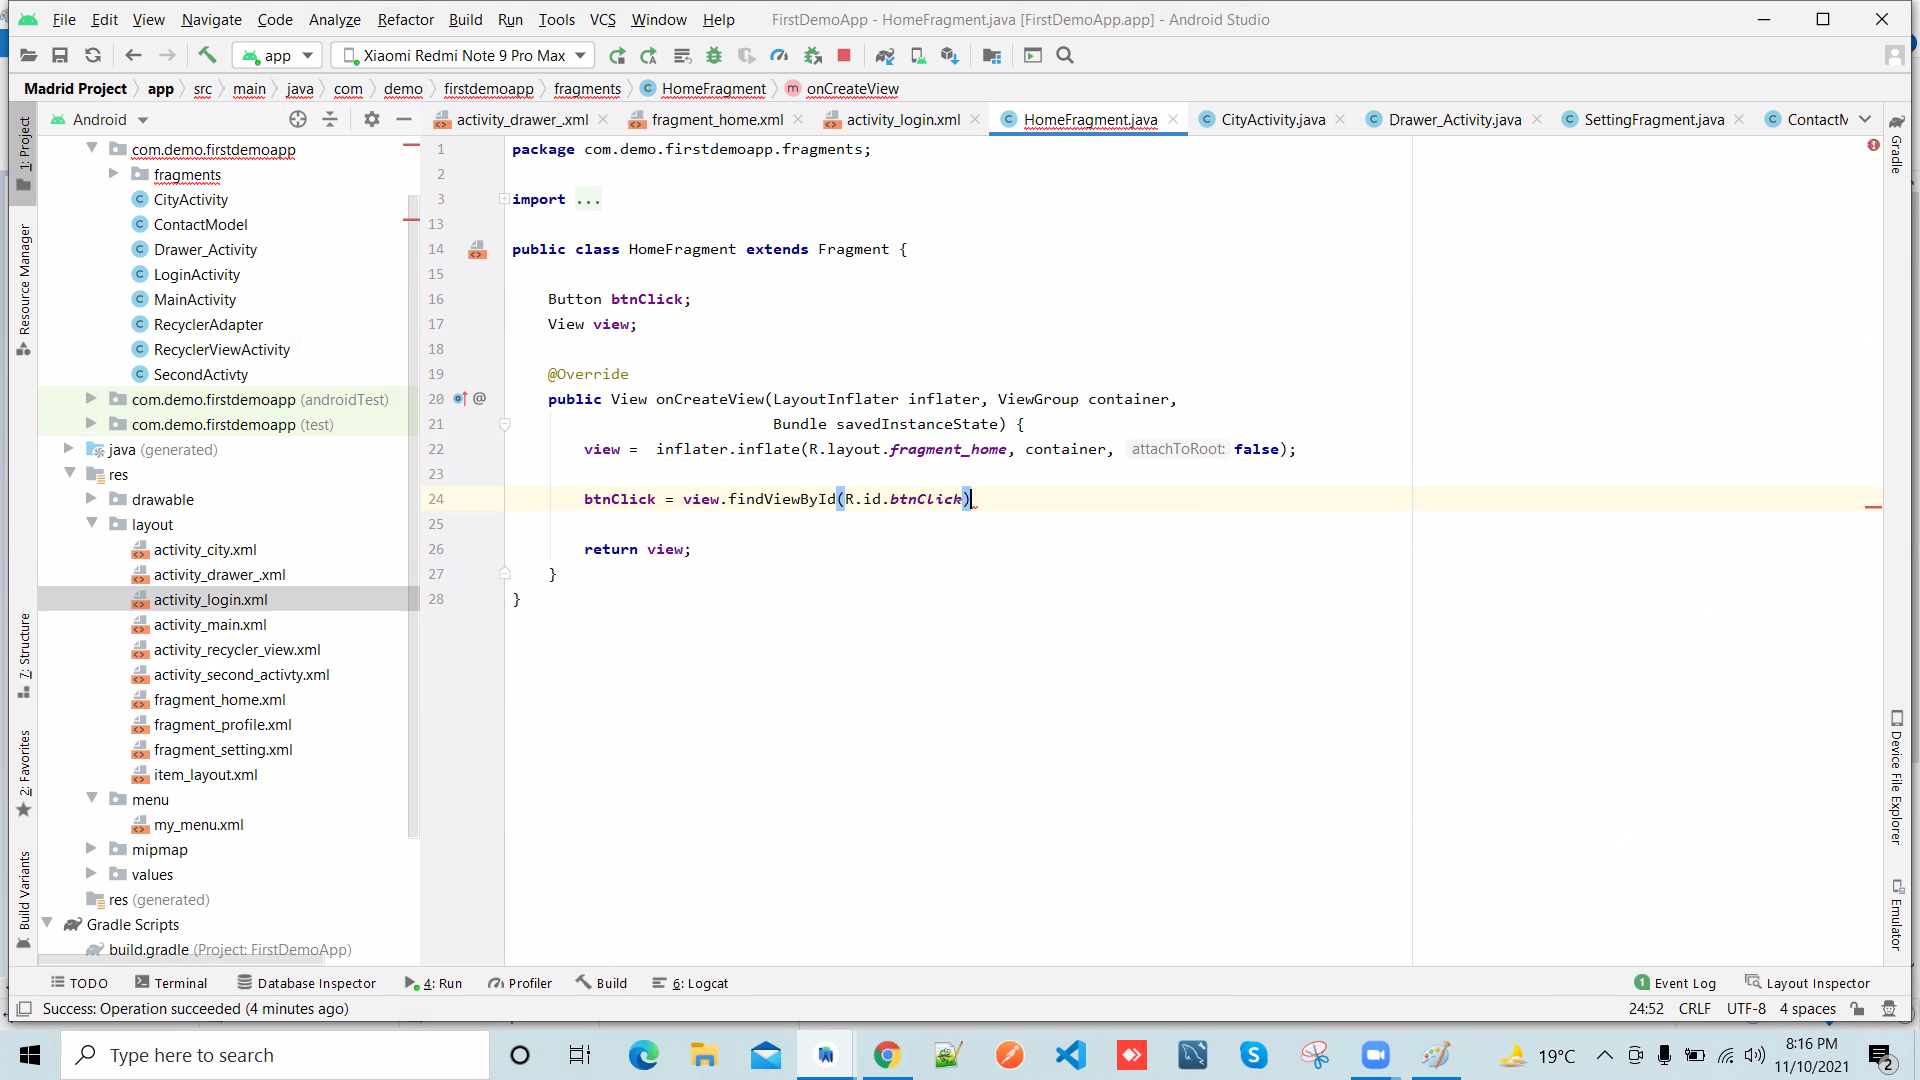 File Edit View Navigate Code Analyze Refactor Build Run Tools VCS Window Help FirstDemoApp - HomeFragment.java [FirstDemoApp.app] - Android Studio
app Xiaomi Redmi Note 9 Pro Max
Madrid Project app src main java com demo firstdemoapp fragments HomeFragment onCreateView
Android
activity_drawer_.xml fragment_home.xml activity_login.xml HomeFragment.java CityActivity.java Drawer_Activity.java SettingFragment.java ContactM
1: Project
Resource Manager
7: Structure
2: Favorites
Build Variants
com.demo.firstdemoapp
fragments
CityActivity
ContactModel
Drawer_Activity
LoginActivity
MainActivity
RecyclerAdapter
RecyclerViewActivity
SecondActivty
com.demo.firstdemoapp (androidTest)
com.demo.firstdemoapp (test)
java (generated)
res
drawable
layout
activity_city.xml
activity_drawer_.xml
activity_login.xml
activity_main.xml
activity_recycler_view.xml
activity_second_activty.xml
fragment_home.xml
fragment_profile.xml
fragment_setting.xml
item_layout.xml
menu
my_menu.xml
mipmap
values
res (generated)
Gradle Scripts
build.gradle (Project: FirstDemoApp)
1 package com.demo.firstdemoapp.fragments;
2
3 import ...
13
14 public class HomeFragment extends Fragment {
15
16 Button btnClick;
17 View view;
18
19 @Override
20 @ public View onCreateView(LayoutInflater inflater, ViewGroup container,
21 Bundle savedInstanceState) {
22 view = inflater.inflate(R.layout.fragment_home, container, attachToRoot: false);
23
24 btnClick = view.findViewById(R.id.btnClick)
25
26 return view;
27 }
28 }
Gradle
Device File Explorer
Emulator
TODO Terminal Database Inspector 4: Run Profiler Build 6: Logcat 1 Event Log Layout Inspector
Success: Operation succeeded (4 minutes ago) 24:52 CRLF UTF-8 4 spaces
Type here to search 19°C 8:16 PM
11/10/2021 2